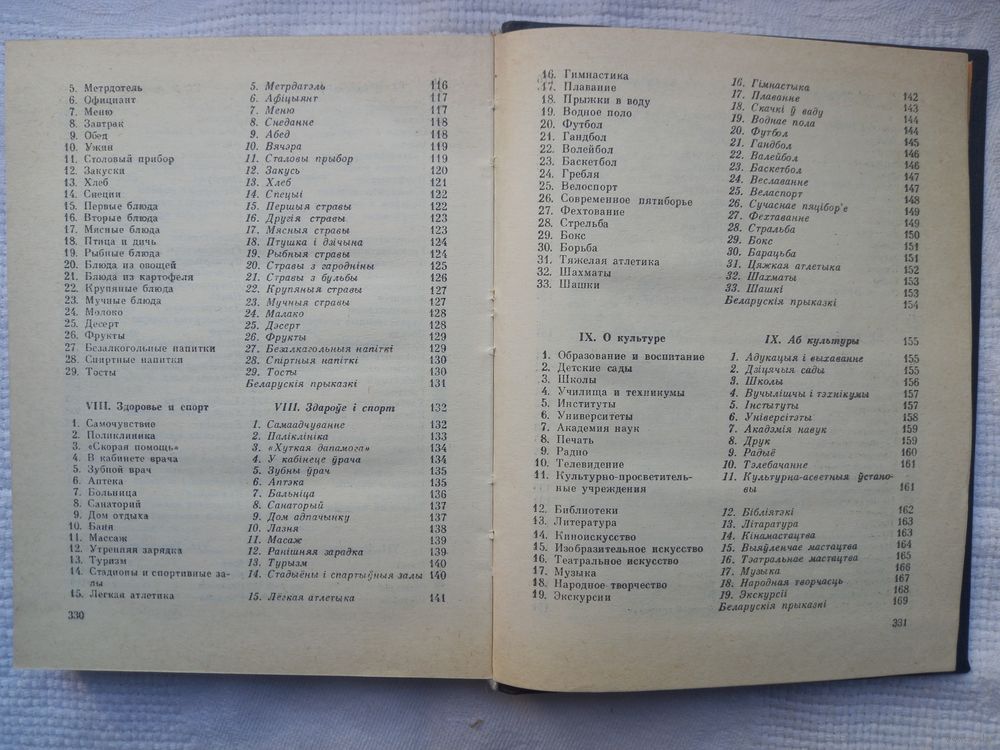 5. Метрдотель 5. Метрдатэль 116
6. Официант 6. Афіцыянт 117
7. Меню 7. Меню 117
8. Завтрак 8. Снеданне 118
9. Обед 9. Абед 118
10. Ужин 10. Вячэра 119
11. Столовый прибор 11. Сталовы прыбор 119
12. Закуски 12. Закусь 120
13. Хлеб 13. Хлеб 121
14. Специи 14. Спецыі 122
15. Первые блюда 15. Першыя стравы 122
16. Вторые блюда 16. Другія стравы 123
17. Мясные блюда 17. Мясныя стравы 123
18. Птица и дичь 18. Птушка і дзічына 124
19. Рыбные блюда 19. Рыбныя стравы 124
20. Блюда из овощей 20. Стравы з гародніны 125
21. Блюда из картофеля 21. Стравы з бульбы 126
22. Крупяные блюда 22. Крупяныя стравы 127
23. Мучные блюда 23. Мучныя стравы 127
24. Молоко 24. Малако 128
25. Десерт 25. Дэсерт 128
26. Фрукты 26. Фрукты 129
27. Безалкогольные напитки 27. Безалкагольныя напіткі 129
28. Спиртные напитки 28. Спіртныя напіткі 130
29. Тосты 29. Тосты 130
Беларускія прыказкі 131
VIII. Здоровье и спорт VIII. Здароўе і спорт 132
1. Самочувствие 1. Самаадчуванне 132
2. Поликлиника 2. Паліклініка 133
3. «Скорая помощь» 3. «Хуткая дапамога» 134
4. В кабинете врача 4. У кабінеце ўрача 134
5. Зубной врач 5. Зубны ўрач 135
6. Аптека 6. Аптэка 135
7. Больница 7. Бальніца 136
8. Санаторий 8. Санаторый 137
9. Дом отдыха 9. Дом адпачынку 137
10. Баня 10. Лазня 138
11. Массаж 11. Масаж 139
12. Утренняя зарядка 12. Ранішняя зарадка 139
13. Туризм 13. Турызм 140
14. Стадионы и спортивные за- 14. Стадыёны і спартыўныя залы 140
лы
15. Легкая атлетика 15. Лёгкая атлетыка 141
330
16. Гимнастика 16. Гімнастыка 142
17. Плавание 17. Плаванне 143
18. Прыжки в воду 18. Скачкі ў ваду 144
19. Водное поло 19. Воднае пола 144
20. Футбол 20. Футбол 145
21. Гандбол 21. Гандбол 146
22. Волейбол 22. Валейбол 146
23. Баскетбол 23. Баскетбол 147
24. Гребля 24. Веславанне 147
25. Велоспорт 25. Веласпорт 148
26. Современное пятиборье 26. Сучаснае пяцібор'е 149
27. Фехтование 27. Фехтаванне 149
28. Стрельба 28. Стральба 150
29. Бокс 29. Бокс 151
30. Борьба 30. Барацьба 151
31. Тяжелая атлетика 31. Цяжкая атлетыка 152
32. Шахматы 32. Шахматы 153
33. Шашки 33. Шашкі 153
Беларускія прыказкі 154
IX. О культуре IX. Аб культуры 155
1. Образование и воспитание 1. Адукацыя і выхаванне 155
2. Детские сады 2. Дзіцячыя сады 155
3. Школы 3. Школы 156
4. Училища и техникумы 4. Вучылішчы і тэхнікумы 157
5. Институты 5. Інстытуты 157
6. Университеты 6. Універсітэты 158
7. Академия наук 7. Акадэмія навук 159
8. Печать 8. Друк 159
9. Радио 9. Радыё 160
10. Телевидение 10. Тэлебачанне 161
11. Культурно-просветитель- 11. Культурна-асветныя ўстано-
ные учреждения вы 161
12. Библиотеки 12. Бібліятэкі 162
13. Литература 13. Літаратура 163
14. Киноискусство 14. Кінамастацтва 163
15. Изобразительное искусство 15. Выяўленчае мастацтва 164
16. Театральное искусство 16. Тэатральнае мастацтва 165
17. Музыка 17. Музыка 166
18. Народное творчество 18. Народная творчасць 167
19. Экскурсии 19. Экскурсіі 168
Беларускія прыказкі 169
331